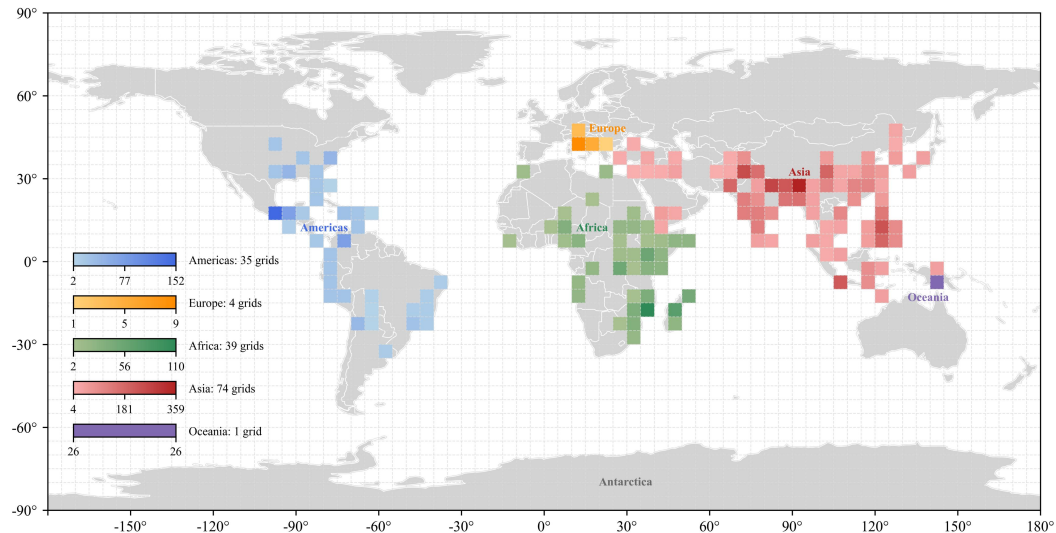 90°
60°
30°
0°
-30°
-60°
-90°
Europe
Asia
Americas
Africa
Oceania
Antarctica
Americas: 35 grids
2 77 152
Europe: 4 grids
1 5 9
Africa: 39 grids
2 56 110
Asia: 74 grids
4 181 359
Oceania: 1 grid
26 26
-150° -120° -90° -60° -30° 0° 30° 60° 90° 120° 150° 180°